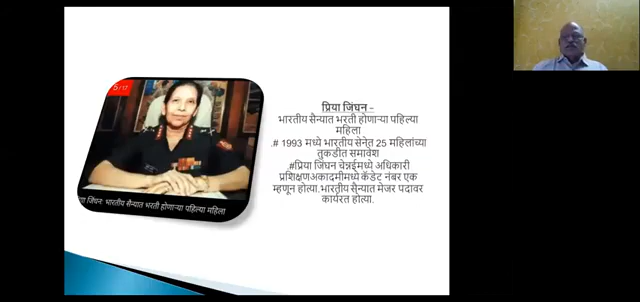 5 / 17
प्रिया जिंघन –
भारतीय सैन्यात भरती होणाऱ्या पहिल्या
महिला
.# 1993 मध्ये भारतीय सेनेत 25 महिलांच्या
तुकडीत समावेश
.#प्रिया जिंघन चेन्नईमध्ये अधिकारी
प्रशिक्षणअकादमीमध्ये कॅडेट नंबर एक
म्हणून होत्या.भारतीय सैन्यात मेजर पदावर
कार्यरत होत्या.
जिंघन: भारतीय सैन्यात भरती होणाऱ्या पहिल्या महिला